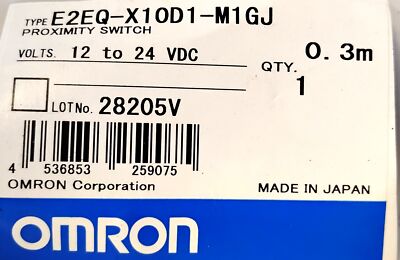 TYPE E2EQ-X10D1-M1GJ
PROXIMITY SWITCH
VOLTS. 12 to 24 VDC 0.3m
QTY. 1
LOT No. 28205V
4 536853 259075
OMRON Corporation MADE IN JAPAN
OMRON